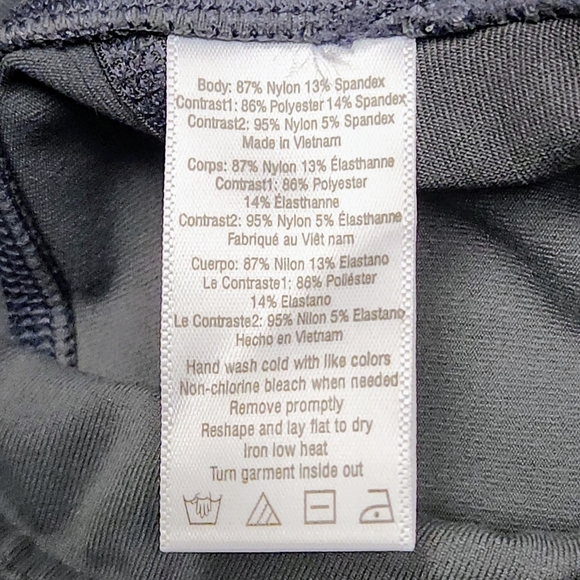 Body: 87% Nylon 13% Spandex
Contrast1: 86% Polyester 14% Spandex
Contrast2: 95% Nylon 5% Spandex
Made in Vietnam
Corps: 87% Nylon 13% Élasthanne
Contrast1: 86% Polyester
14% Élasthanne
Contrast2: 95% Nylon 5% Élasthanne
Fabriqué au Viêt nam
Cuerpo: 87% Nilon 13% Elastano
Le Contraste1: 86% Poliéster
14% Elastano
Le Contraste2: 95% Nilon 5% Elastano
Hecho en Vietnam
Hand wash cold with like colors
Non-chlorine bleach when needed
Remove promptly
Reshape and lay flat to dry
Iron low heat
Turn garment inside out